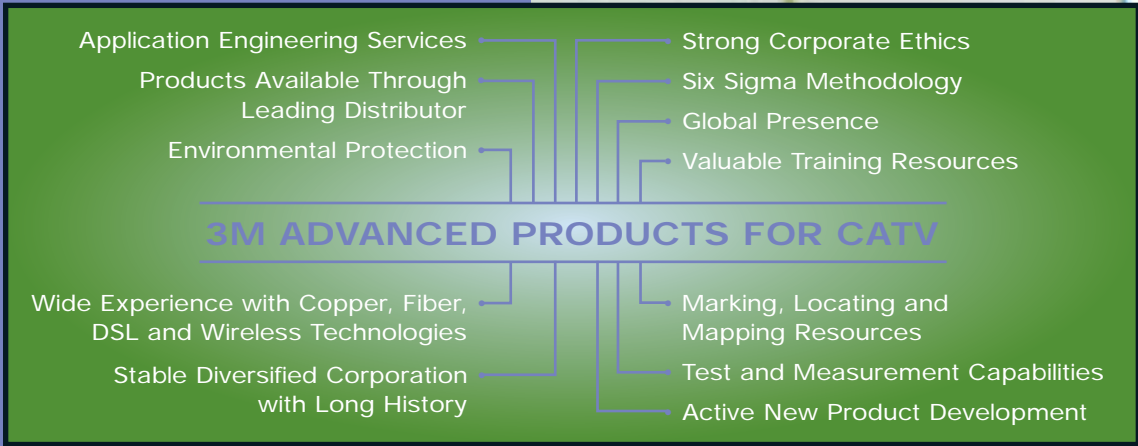 Application Engineering Services
Products Available Through
Leading Distributor
Environmental Protection
Strong Corporate Ethics
Six Sigma Methodology
Global Presence
Valuable Training Resources
3M ADVANCED PRODUCTS FOR CATV
Wide Experience with Copper, Fiber,
DSL and Wireless Technologies
Stable Diversified Corporation
with Long History
Marking, Locating and
Mapping Resources
Test and Measurement Capabilities
Active New Product Development